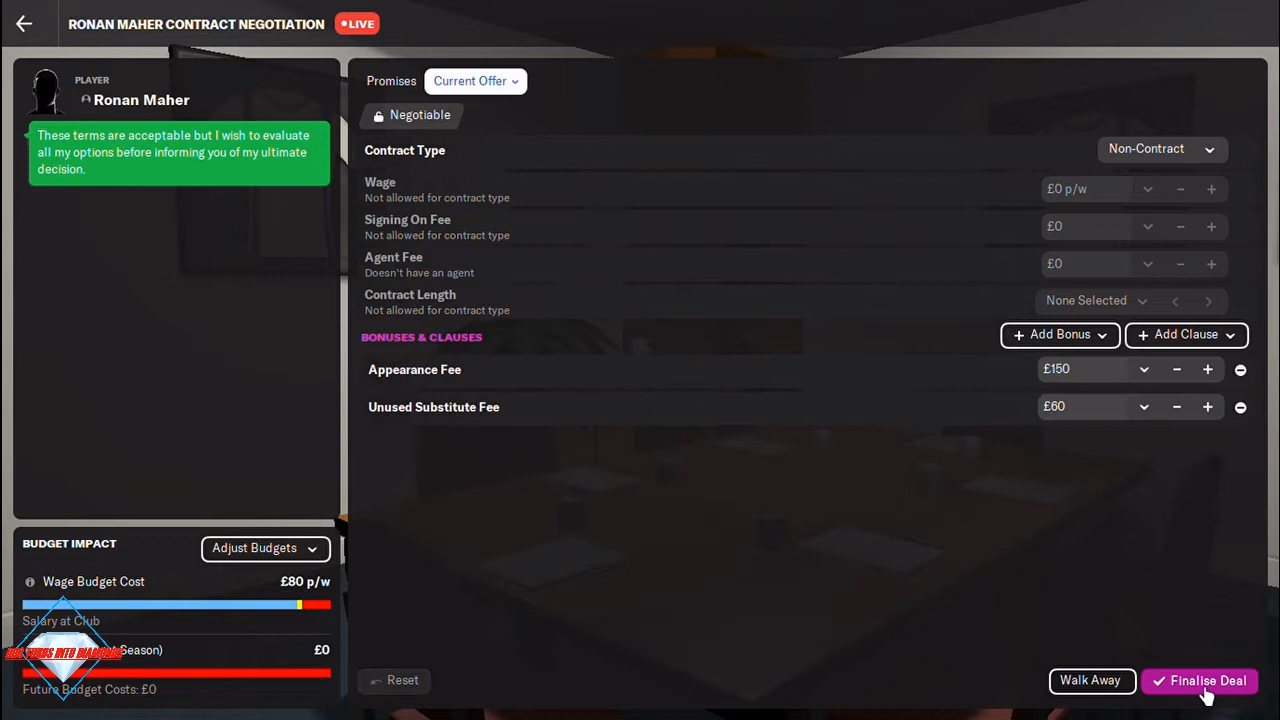 RONAN MAHER CONTRACT NEGOTIATION
LIVE
PLAYER
Ronan Maher
These terms are acceptable but I wish to evaluate
all my options before informing you of my ultimate
decision.
Promises
Current Offer
Negotiable
Contract Type
Non-Contract
Wage
Not allowed for contract type
£0 p/w
Signing On Fee
Not allowed for contract type
£0
Agent Fee
Doesn't have an agent
£0
Contract Length
Not allowed for contract type
None Selected
BONUSES & CLAUSES
Add Bonus
Add Clause
Appearance Fee
£150
Unused Substitute Fee
£60
BUDGET IMPACT
Adjust Budgets
Wage Budget Cost
£80 p/w
Salary at Club
Season)
£0
Future Budget Costs: £0
Reset
Walk Away
Finalise Deal